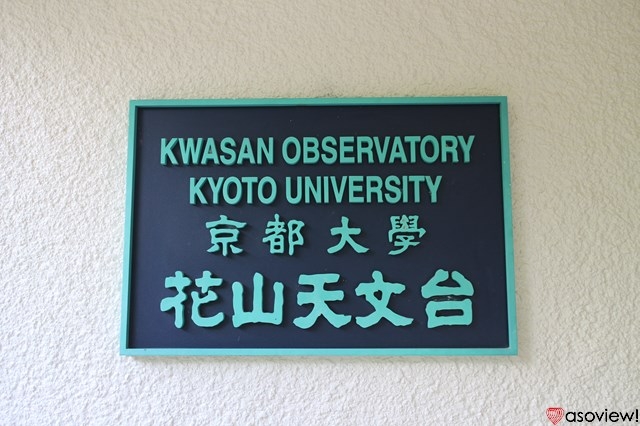 KWASAN OBSERVATORY
KYOTO UNIVERSITY
京都大學
花山天文台
asoview!